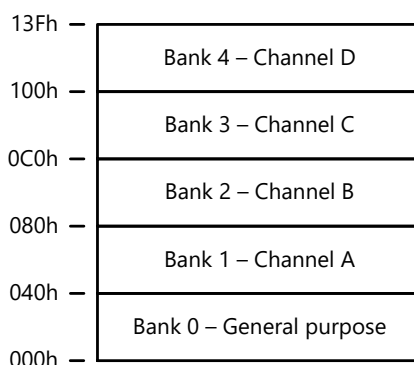 13Fh
Bank 4 – Channel D
100h
Bank 3 – Channel C
0C0h
Bank 2 – Channel B
080h
Bank 1 – Channel A
040h
Bank 0 – General purpose
000h